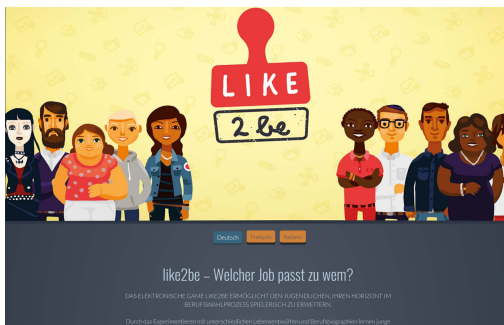 LIKE
2 be
Deutsch
Français
Italiano
like2be – Welcher Job passt zu wem?
DAS ELEKTRONISCHE GAME LIKE2BE ERMÖGLICHT DEN JUGENDLICHEN, IHREN HORIZONT IM
BERUFSWAHLPROZESS SPIELERISCH ZU ERWEITERN.
Durch das Experimentieren mit unterschiedlichen Lebensentwürfen und Berufsbiographien lernen junge